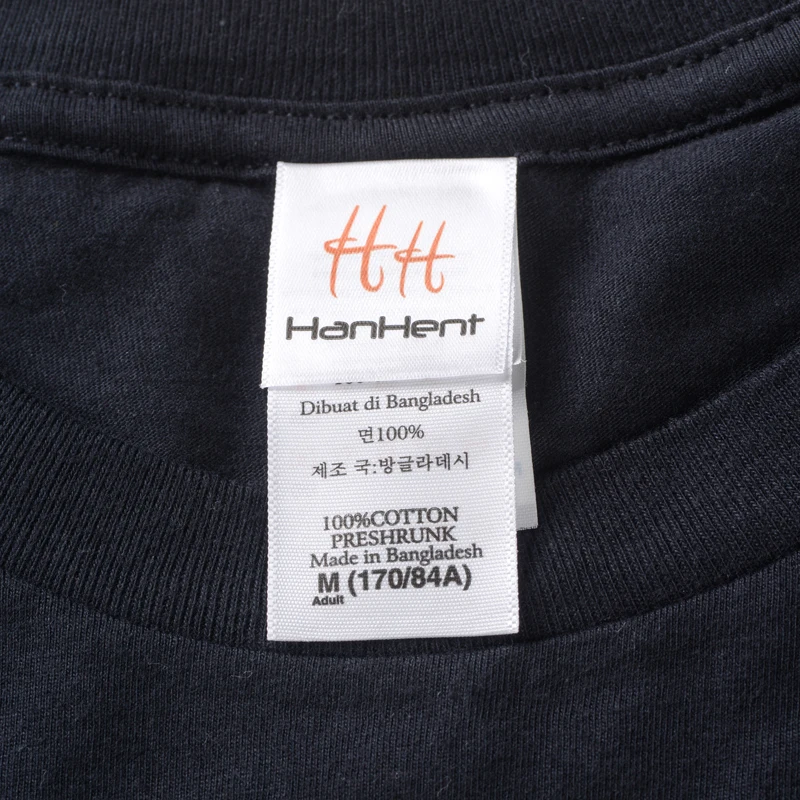 HH
HanHent
Dibuat di Bangladesh
면100%
제조 국:방글라데시
100%COTTON
PRESHRUNK
Made in Bangladesh
M (170/84A)
Adult